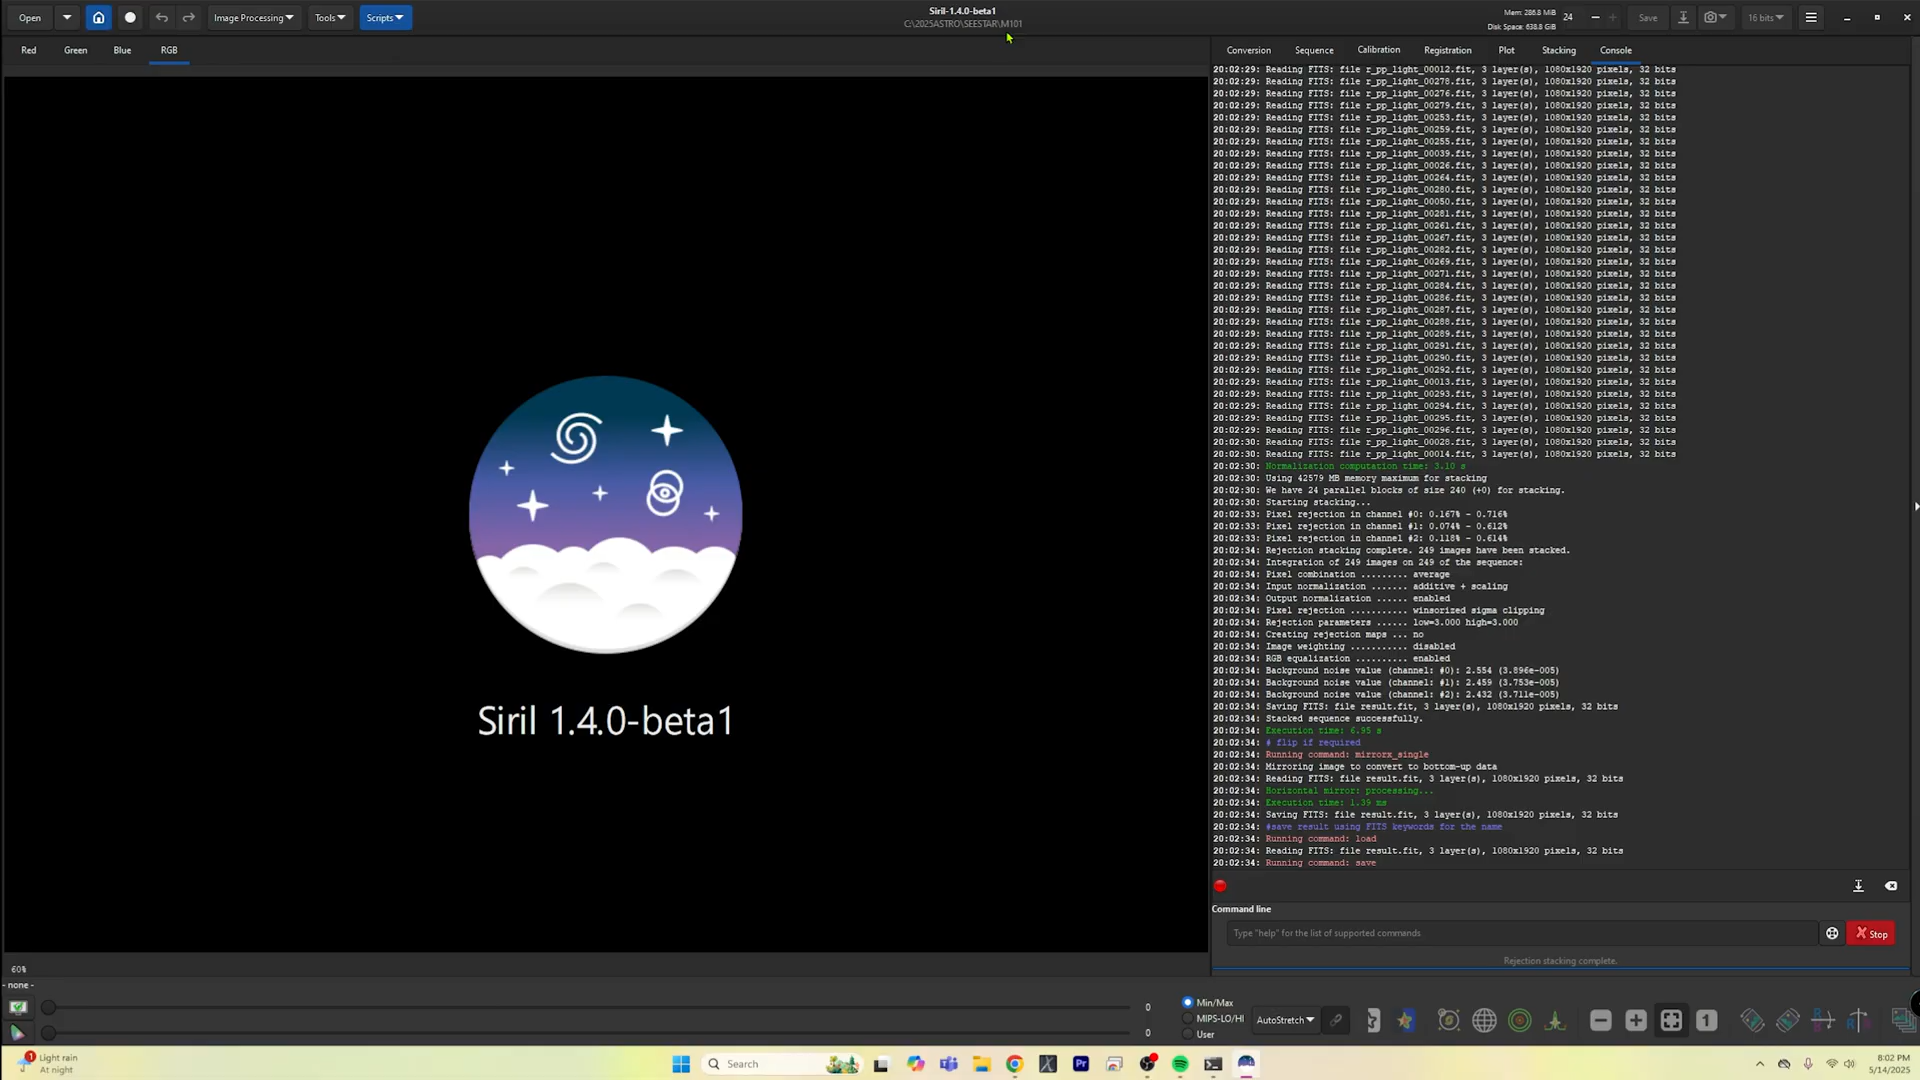 Open
Image Processing
Tools
Scripts
Siril-1.4.0-beta1
C:\2025ASTRO\SEESTAR\M101
Mem: 286.8 MiB
Disk Space: 638.8 GiB
24
Save
16 bits
Red
Green
Blue
RGB
Siril 1.4.0-beta1
Conversion
Sequence
Calibration
Registration
Plot
Stacking
Console
20:02:29: Reading FITS: file r_pp_light_00012.fit, 3 layer(s), 1080x1920 pixels, 32 bits
20:02:29: Reading FITS: file r_pp_light_00278.fit, 3 layer(s), 1080x1920 pixels, 32 bits
20:02:29: Reading FITS: file r_pp_light_00276.fit, 3 layer(s), 1080x1920 pixels, 32 bits
20:02:29: Reading FITS: file r_pp_light_00279.fit, 3 layer(s), 1080x1920 pixels, 32 bits
20:02:29: Reading FITS: file r_pp_light_00253.fit, 3 layer(s), 1080x1920 pixels, 32 bits
20:02:29: Reading FITS: file r_pp_light_00259.fit, 3 layer(s), 1080x1920 pixels, 32 bits
20:02:29: Reading FITS: file r_pp_light_00255.fit, 3 layer(s), 1080x1920 pixels, 32 bits
20:02:29: Reading FITS: file r_pp_light_00039.fit, 3 layer(s), 1080x1920 pixels, 32 bits
20:02:29: Reading FITS: file r_pp_light_00026.fit, 3 layer(s), 1080x1920 pixels, 32 bits
20:02:29: Reading FITS: file r_pp_light_00264.fit, 3 layer(s), 1080x1920 pixels, 32 bits
20:02:29: Reading FITS: file r_pp_light_00280.fit, 3 layer(s), 1080x1920 pixels, 32 bits
20:02:29: Reading FITS: file r_pp_light_00050.fit, 3 layer(s), 1080x1920 pixels, 32 bits
20:02:29: Reading FITS: file r_pp_light_00281.fit, 3 layer(s), 1080x1920 pixels, 32 bits
20:02:29: Reading FITS: file r_pp_light_00261.fit, 3 layer(s), 1080x1920 pixels, 32 bits
20:02:29: Reading FITS: file r_pp_light_00267.fit, 3 layer(s), 1080x1920 pixels, 32 bits
20:02:29: Reading FITS: file r_pp_light_00282.fit, 3 layer(s), 1080x1920 pixels, 32 bits
20:02:29: Reading FITS: file r_pp_light_00269.fit, 3 layer(s), 1080x1920 pixels, 32 bits
20:02:29: Reading FITS: file r_pp_light_00271.fit, 3 layer(s), 1080x1920 pixels, 32 bits
20:02:29: Reading FITS: file r_pp_light_00284.fit, 3 layer(s), 1080x1920 pixels, 32 bits
20:02:29: Reading FITS: file r_pp_light_00286.fit, 3 layer(s), 1080x1920 pixels, 32 bits
20:02:29: Reading FITS: file r_pp_light_00287.fit, 3 layer(s), 1080x1920 pixels, 32 bits
20:02:29: Reading FITS: file r_pp_light_00288.fit, 3 layer(s), 1080x1920 pixels, 32 bits
20:02:29: Reading FITS: file r_pp_light_00289.fit, 3 layer(s), 1080x1920 pixels, 32 bits
20:02:29: Reading FITS: file r_pp_light_00291.fit, 3 layer(s), 1080x1920 pixels, 32 bits
20:02:29: Reading FITS: file r_pp_light_00290.fit, 3 layer(s), 1080x1920 pixels, 32 bits
20:02:29: Reading FITS: file r_pp_light_00292.fit, 3 layer(s), 1080x1920 pixels, 32 bits
20:02:29: Reading FITS: file r_pp_light_00013.fit, 3 layer(s), 1080x1920 pixels, 32 bits
20:02:29: Reading FITS: file r_pp_light_00293.fit, 3 layer(s), 1080x1920 pixels, 32 bits
20:02:29: Reading FITS: file r_pp_light_00294.fit, 3 layer(s), 1080x1920 pixels, 32 bits
20:02:29: Reading FITS: file r_pp_light_00295.fit, 3 layer(s), 1080x1920 pixels, 32 bits
20:02:29: Reading FITS: file r_pp_light_00296.fit, 3 layer(s), 1080x1920 pixels, 32 bits
20:02:30: Reading FITS: file r_pp_light_00028.fit, 3 layer(s), 1080x1920 pixels, 32 bits
20:02:30: Reading FITS: file r_pp_light_00014.fit, 3 layer(s), 1080x1920 pixels, 32 bits
20:02:30: Normalization computation time: 3.10 s
20:02:30: Using 42579 MB memory maximum for stacking
20:02:30: We have 24 parallel blocks of size 240 (+0) for stacking.
20:02:30: Starting stacking...
20:02:33: Pixel rejection in channel #0: 0.167% - 0.716%
20:02:33: Pixel rejection in channel #1: 0.074% - 0.612%
20:02:33: Pixel rejection in channel #2: 0.118% - 0.614%
20:02:34: Rejection stacking complete. 249 images have been stacked.
20:02:34: Integration of 249 images on 249 of the sequence:
20:02:34: Pixel combination ......... average
20:02:34: Input normalization ....... additive + scaling
20:02:34: Output normalization ...... enabled
20:02:34: Pixel rejection ........... winsorized sigma clipping
20:02:34: Rejection parameters ...... low=3.000 high=3.000
20:02:34: Creating rejection maps ... no
20:02:34: Image weighting ........... disabled
20:02:34: RGB equalization .......... enabled
20:02:34: Background noise value (channel: #0): 2.554 (3.896e-005)
20:02:34: Background noise value (channel: #1): 2.459 (3.753e-005)
20:02:34: Background noise value (channel: #2): 2.432 (3.711e-005)
20:02:34: Saving FITS: file result.fit, 3 layer(s), 1080x1920 pixels, 32 bits
20:02:34: Stacked sequence successfully.
20:02:34: Execution time: 6.95 s
20:02:34: # flip if required
20:02:34: Running command: mirrorx_single
20:02:34: Mirroring image to convert to bottom-up data
20:02:34: Reading FITS: file result.fit, 3 layer(s), 1080x1920 pixels, 32 bits
20:02:34: Horizontal mirror: processing...
20:02:34: Execution time: 1.39 ms
20:02:34: Saving FITS: file result.fit, 3 layer(s), 1080x1920 pixels, 32 bits
20:02:34: #save result using FITS keywords for the name
20:02:34: Running command: load
20:02:34: Reading FITS: file result.fit, 3 layer(s), 1080x1920 pixels, 32 bits
20:02:34: Running command: save
Command line
Type "help" for the list of supported commands
Stop
Rejection stacking complete.
60%
- none -
0
0
Min/Max
MIPS-LO/HI
User
AutoStretch
1
1
Light rain
At night
Search
Pr
8:02 PM
5/14/2025